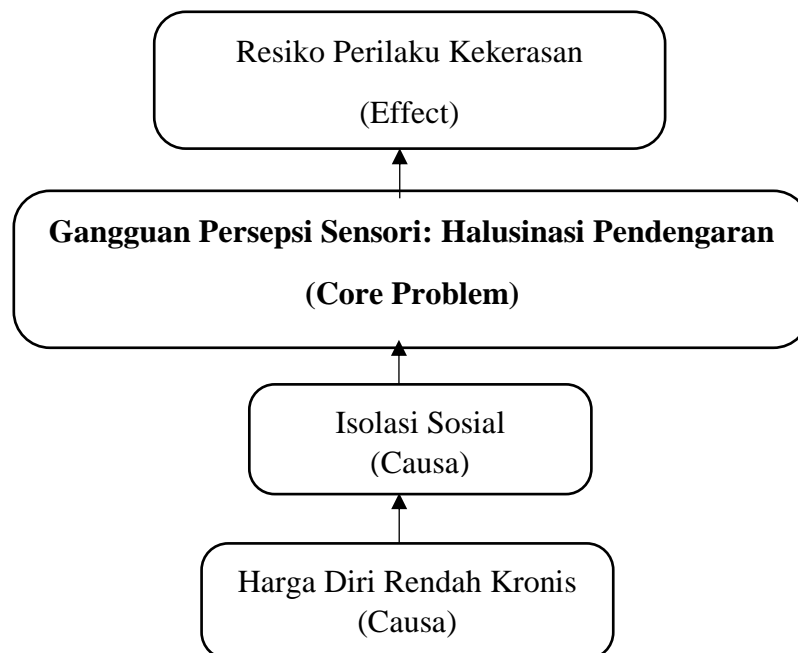 Resiko Perilaku Kekerasan
(Effect)
Gangguan Persepsi Sensori: Halusinasi Pendengaran
(Core Problem)
Isolasi Sosial
(Causa)
Harga Diri Rendah Kronis
(Causa)